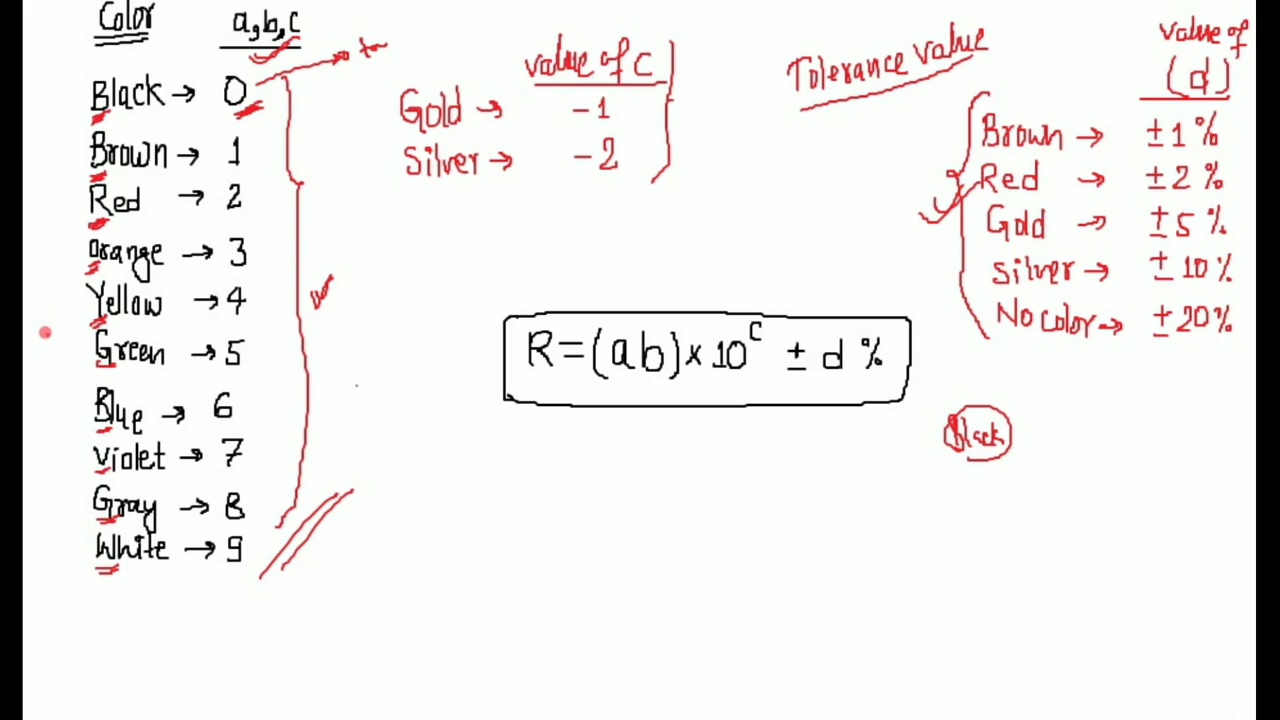 Color a,b,c
Black → 0
Brown → 1
Red → 2
Orange → 3
Yellow → 4
Green → 5
Blue → 6
Violet → 7
Gray → 8
White → 9
value of c
Gold → -1
Silver → -2
Tolerance value
value of
(d)
Brown → ±1%
Red → ±2%
Gold → ±5%
Silver → ±10%
No color → ±20%
R=(ab)×10^c ± d %
Black